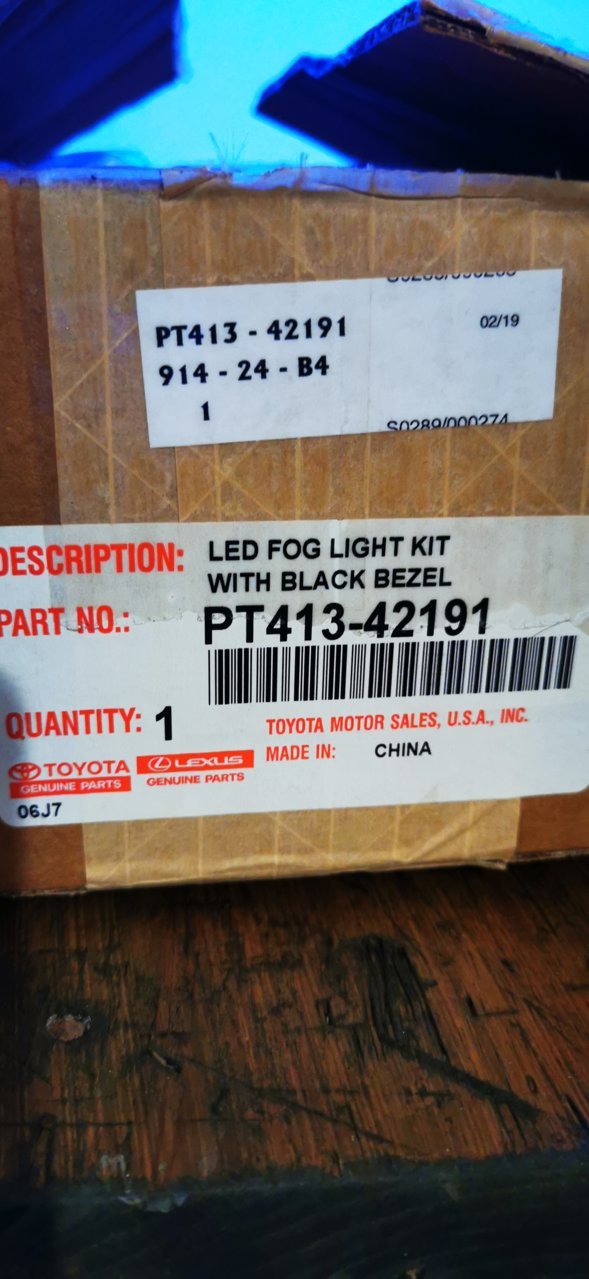 PT413 - 42191
02/19
914 - 24 - B4
1
S0289/000274
DESCRIPTION: LED FOG LIGHT KIT
WITH BLACK BEZEL
PART NO.: PT413-42191
QUANTITY: 1
TOYOTA MOTOR SALES, U.S.A., INC.
MADE IN: CHINA
TOYOTA
GENUINE PARTS
LEXUS
GENUINE PARTS
06J7